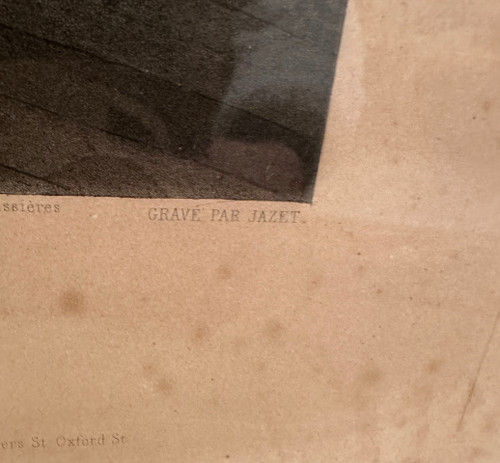 ssières
GRAVÉ PAR JAZET.
ers St. Oxford St.